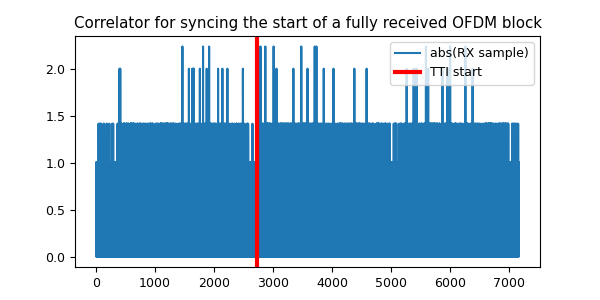 Correlator for syncing the start of a fully received OFDM block
abs(RX sample)
TTI start
2.0
1.5
1.0
0.5
0.0
0 1000 2000 3000 4000 5000 6000 7000